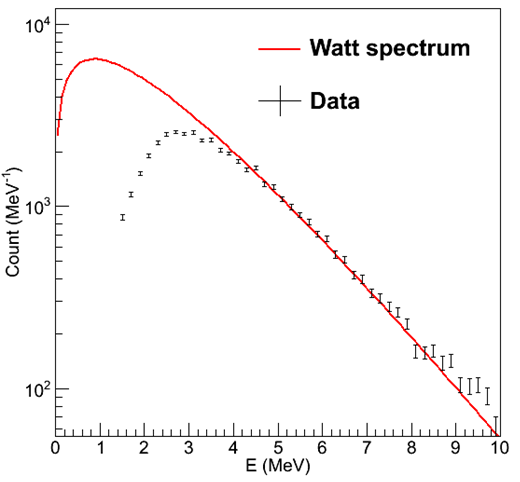 Watt spectrum
Data
Count (MeV⁻¹)
10⁴
10³
10²
0 1 2 3 4 5 6 7 8 9 10
E (MeV)